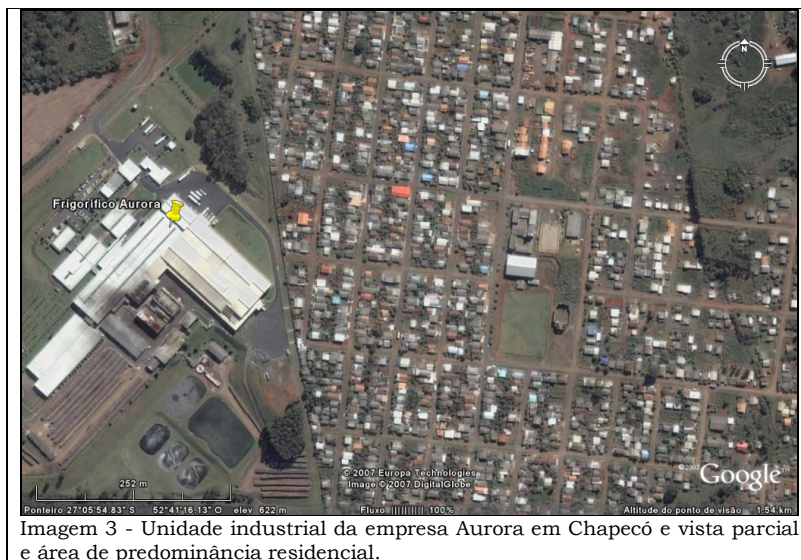 N
Frigorifico Aurora
© 2007 Europa Technologies
Image © 2007 DigitalGlobe
©2007 Google™
252 m
Ponteiro 27°05'54.83" S 52°41'16.13" O elev 622 m Fluxo |||||||||| 100% Altitude do ponto de visão 1.54 km
Imagem 3 - Unidade industrial da empresa Aurora em Chapecó e vista parcial
e área de predominância residencial.